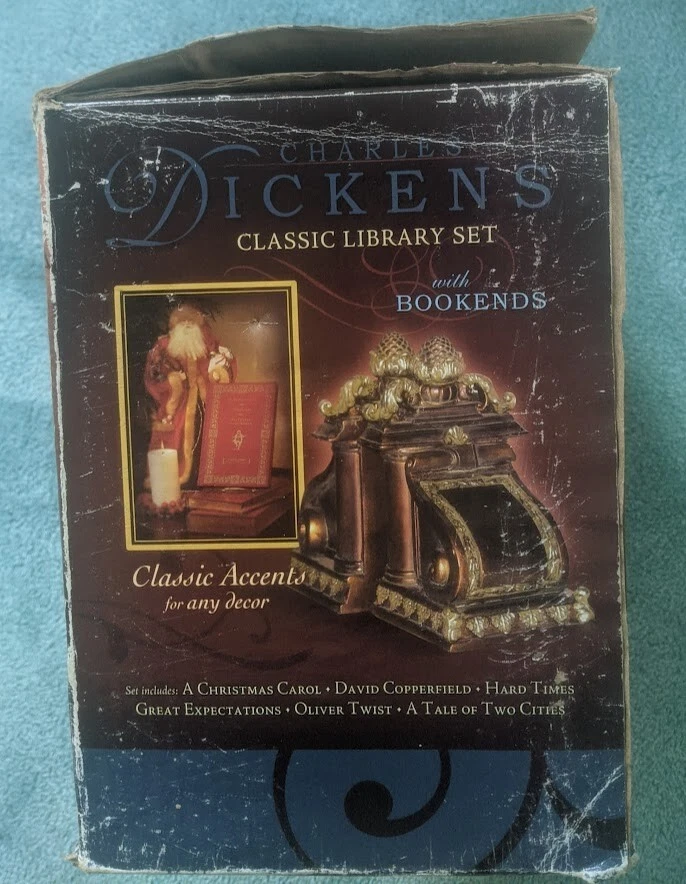 CHARLES
DICKENS
CLASSIC LIBRARY SET
with
BOOKENDS
Classic Accents
for any decor
Set includes: A CHRISTMAS CAROL • DAVID COPPERFIELD • HARD TIMES
GREAT EXPECTATIONS • OLIVER TWIST • A TALE OF TWO CITIES